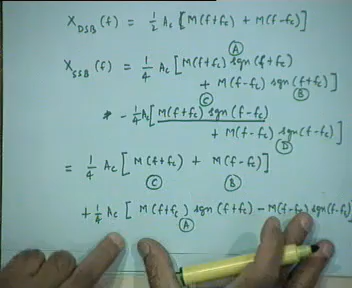 X_DSB (f) = 1/2 Ac [M(f+fc) + M(f-fc)]
Ⓐ
X_SSB (f) = 1/4 Ac [M(f+fc) sgn (f+fc)
+ M(f-fc) sgn (f+fc)]
Ⓒ Ⓑ
- 1/4 Ac [M(f+fc) sgn (f-fc)
+ M(f-fc) sgn(f-fc)]
Ⓓ
= 1/4 Ac [M(f+fc) + M(f-fc)]
Ⓒ Ⓑ
+ 1/4 Ac [M(f+fc) sgn (f+fc) - M(f-fc) sgn(f-fc)]
Ⓐ